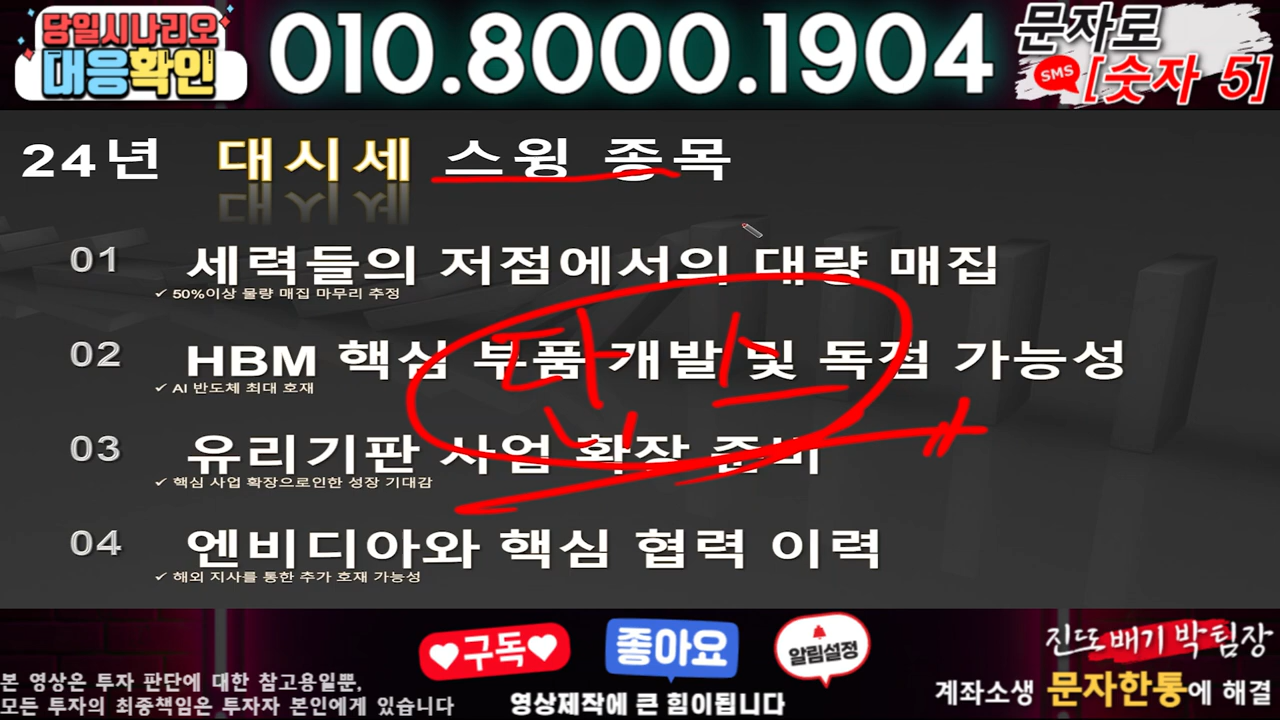 당일시나리오
대응확인
010.8000.1904
문자로
SMS
[숫자 5]
24년 대시세 스윙 종목
01 세력들의 저점에서의 대량 매집
✓ 50%이상 물량 매집 마무리 추정
02 HBM 핵심 부품 개발 및 독점 가능성
✓ AI 반도체 최대 호재
단 스
03 유리기판 사업 확장 준비
✓ 핵심 사업 확장으로인한 성장 기대감
04 엔비디아와 핵심 협력 이력
✓ 해외 지사를 통한 추가 호재 가능성
구독
좋아요
알림설정
영상제작에 큰 힘이됩니다
본 영상은 투자 판단에 대한 참고용일뿐,
모든 투자의 최종책임은 투자자 본인에게 있습니다
진또배기 박팀장
계좌소생 문자한통에 해결